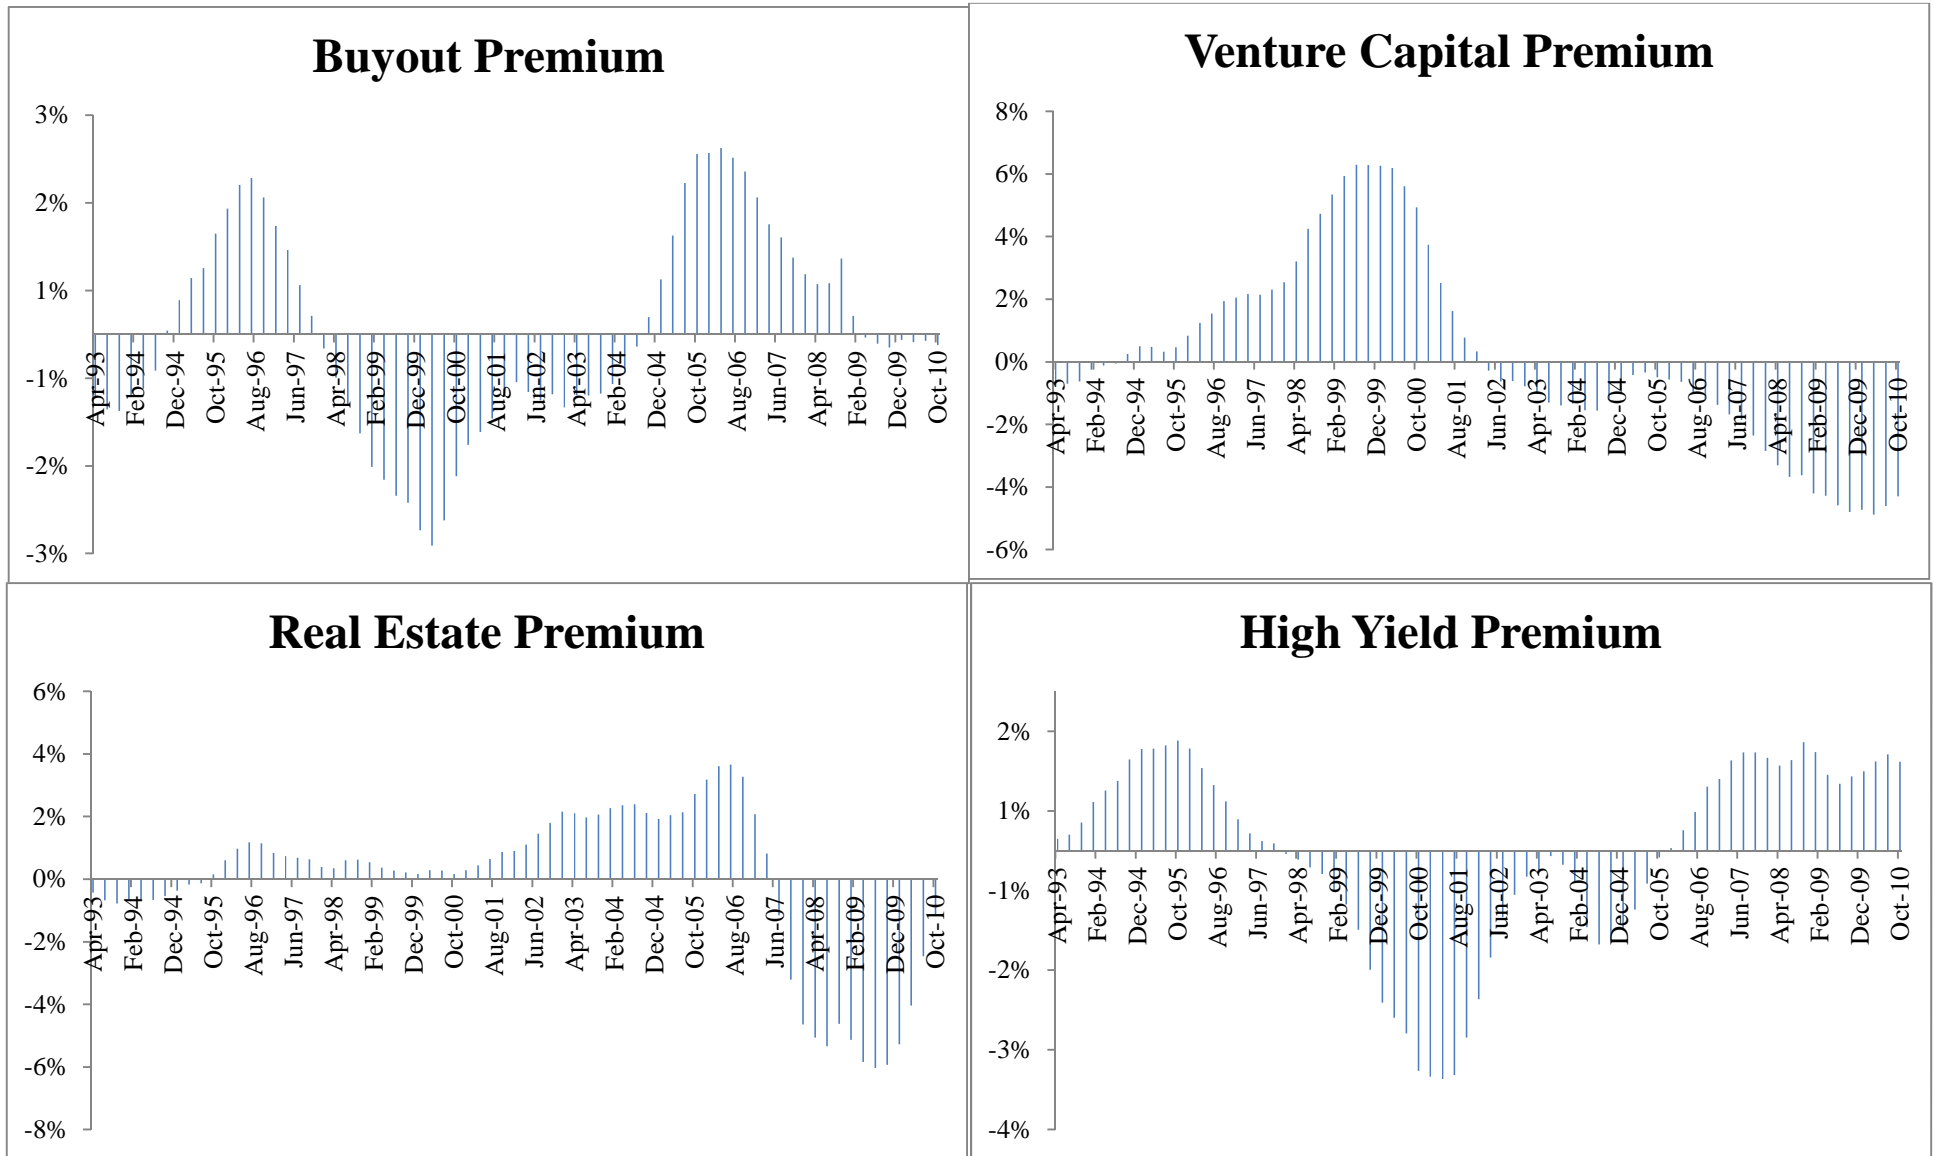 Buyout Premium
3%
2%
1%
-1%
-2%
-3%
Apr-93
Feb-94
Dec-94
Oct-95
Aug-96
Jun-97
Apr-98
Feb-99
Dec-99
Oct-00
Aug-01
Jun-02
Apr-03
Feb-04
Dec-04
Oct-05
Aug-06
Jun-07
Apr-08
Feb-09
Dec-09
Oct-10
Venture Capital Premium
8%
6%
4%
2%
0%
-2%
-4%
-6%
Apr-93
Feb-94
Dec-94
Oct-95
Aug-96
Jun-97
Apr-98
Feb-99
Dec-99
Oct-00
Aug-01
Jun-02
Apr-03
Feb-04
Dec-04
Oct-05
Aug-06
Jun-07
Apr-08
Feb-09
Dec-09
Oct-10
Real Estate Premium
6%
4%
2%
0%
-2%
-4%
-6%
-8%
Apr-93
Feb-94
Dec-94
Oct-95
Aug-96
Jun-97
Apr-98
Feb-99
Dec-99
Oct-00
Aug-01
Jun-02
Apr-03
Feb-04
Dec-04
Oct-05
Aug-06
Jun-07
Apr-08
Feb-09
Dec-09
Oct-10
High Yield Premium
2%
1%
-1%
-2%
-3%
-4%
Apr-93
Feb-94
Dec-94
Oct-95
Aug-96
Jun-97
Apr-98
Feb-99
Dec-99
Oct-00
Aug-01
Jun-02
Apr-03
Feb-04
Dec-04
Oct-05
Aug-06
Jun-07
Apr-08
Feb-09
Dec-09
Oct-10